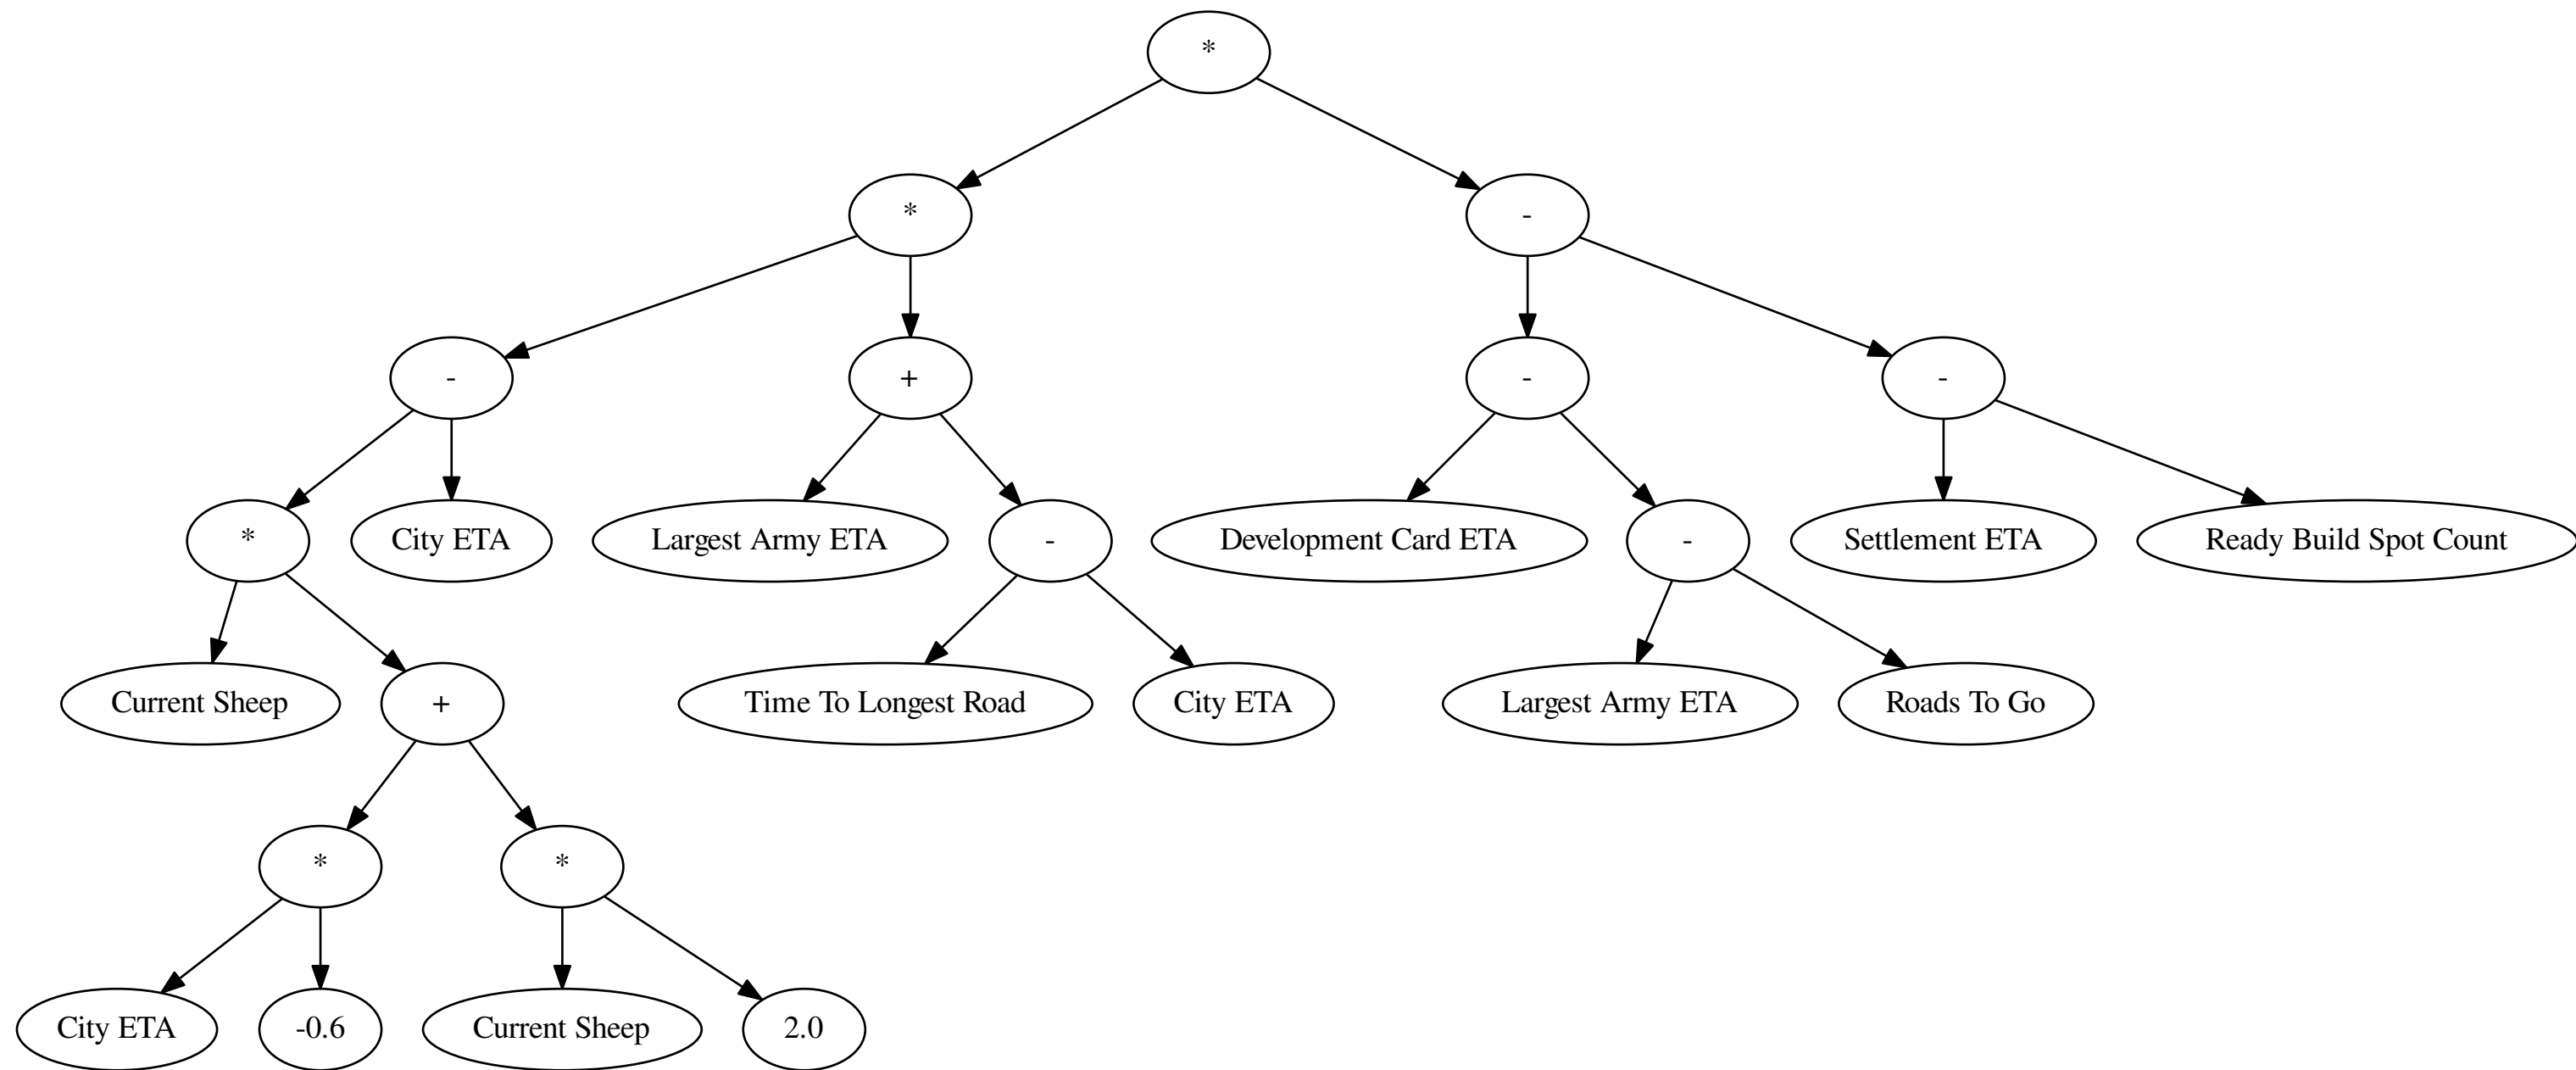 *
*
-
-
+
-
-
*
City ETA
Largest Army ETA
-
Development Card ETA
-
Settlement ETA
Ready Build Spot Count
Current Sheep
+
Time To Longest Road
City ETA
Largest Army ETA
Roads To Go
*
*
City ETA
-0.6
Current Sheep
2.0